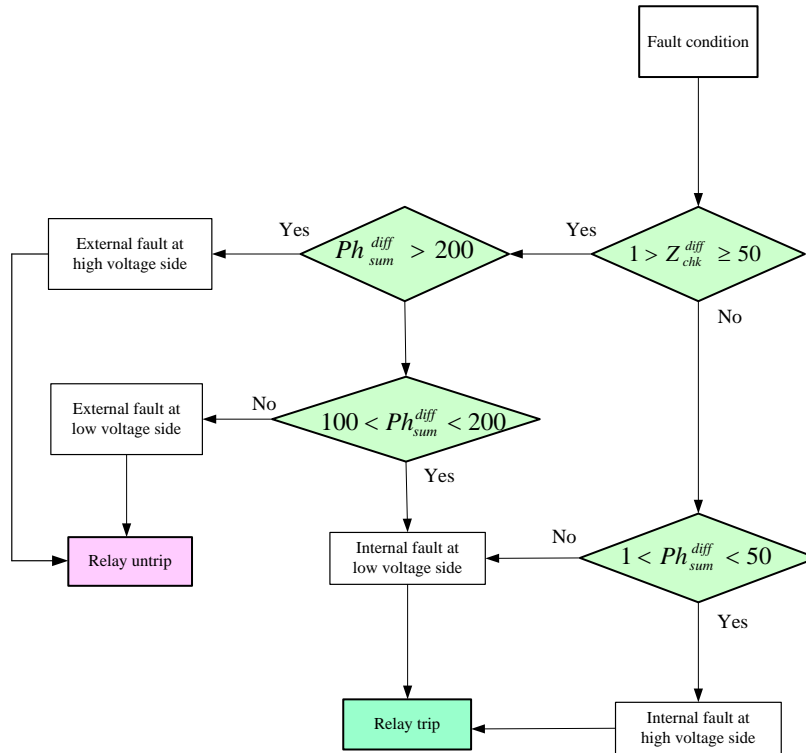 Fault condition
1 > Z_chk^diff ≥ 50
Yes
No
Ph_sum^diff > 200
Yes
External fault at
high voltage side
100 < Ph_sum^diff < 200
No
Yes
External fault at
low voltage side
Relay untrip
1 < Ph_sum^diff < 50
No
Yes
Internal fault at
low voltage side
Internal fault at
high voltage side
Relay trip